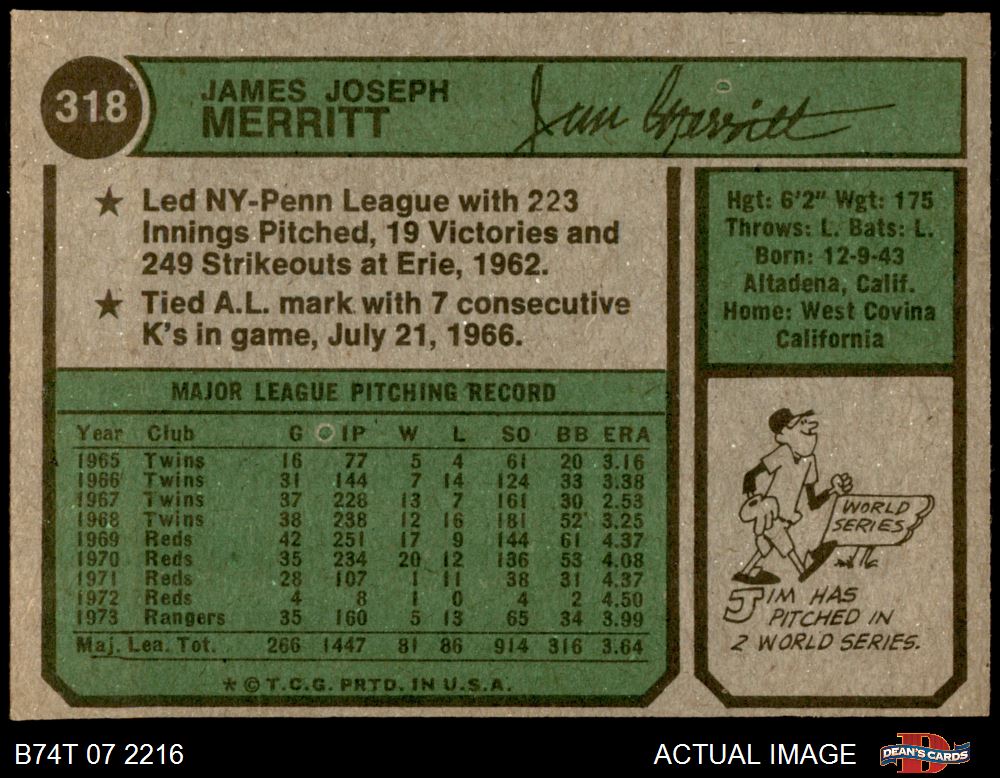 318
JAMES JOSEPH
MERRITT
Jim Merritt
★ Led NY-Penn League with 223
Innings Pitched, 19 Victories and
249 Strikeouts at Erie, 1962.
★ Tied A.L. mark with 7 consecutive
K's in game, July 21, 1966.
Hgt: 6'2" Wgt: 175
Throws: L. Bats: L.
Born: 12-9-43
Altadena, Calif.
Home: West Covina
California
MAJOR LEAGUE PITCHING RECORD
Year Club G IP W L SO BB ERA
1965 Twins 16 77 5 4 61 20 3.16
1966 Twins 31 144 7 14 124 33 3.38
1967 Twins 37 228 13 7 161 30 2.53
1968 Twins 38 238 12 16 181 52 3.25
1969 Reds 42 251 17 9 144 61 4.37
1970 Reds 35 234 20 12 136 53 4.08
1971 Reds 28 107 1 11 38 31 4.37
1972 Reds 4 8 1 0 4 2 4.50
1973 Rangers 35 160 5 13 65 34 3.99
Maj. Lea. Tot. 266 1447 81 86 914 316 3.64
★ © T.C.G. PRTD. IN U.S.A.
WORLD
SERIES
JIM HAS
PITCHED IN
2 WORLD SERIES.
B74T 07 2216
ACTUAL IMAGE
DEAN'S CARDS